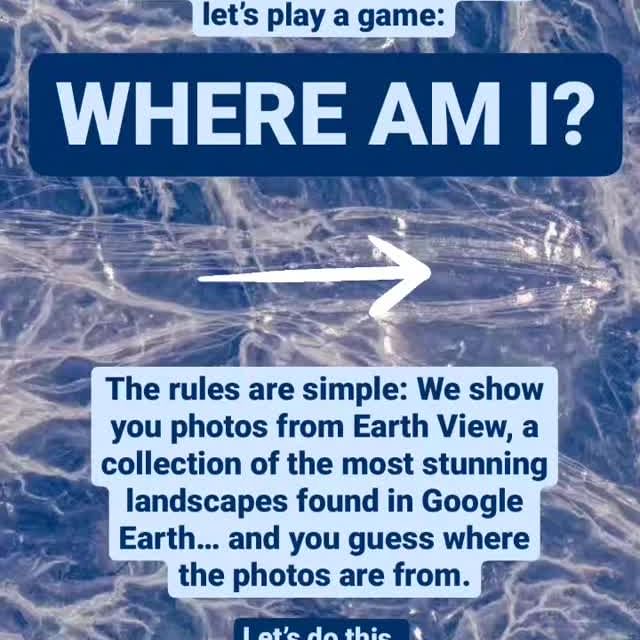 let's play a game:
WHERE AM I?
The rules are simple: We show
you photos from Earth View, a
collection of the most stunning
landscapes found in Google
Earth... and you guess where
the photos are from.
Let's do this